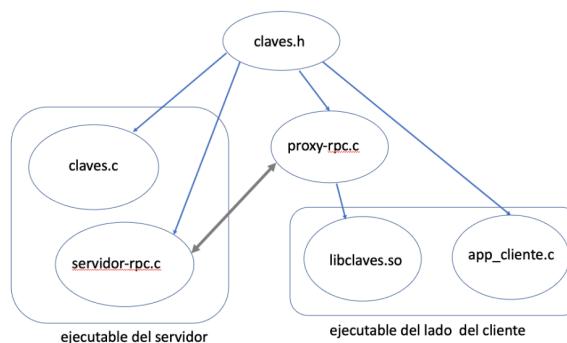 claves.h
proxy-rpc.c
claves.c
servidor-rpc.c
libclaves.so
app_cliente.c
ejecutable del servidor
ejecutable del lado del cliente